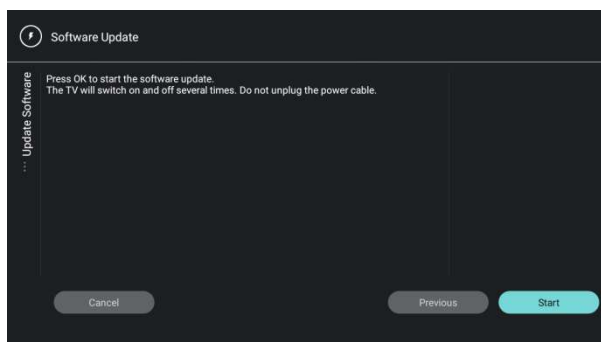 Software Update
... Update Software
Press OK to start the software update.
The TV will switch on and off several times. Do not unplug the power cable.
Cancel
Previous
Start